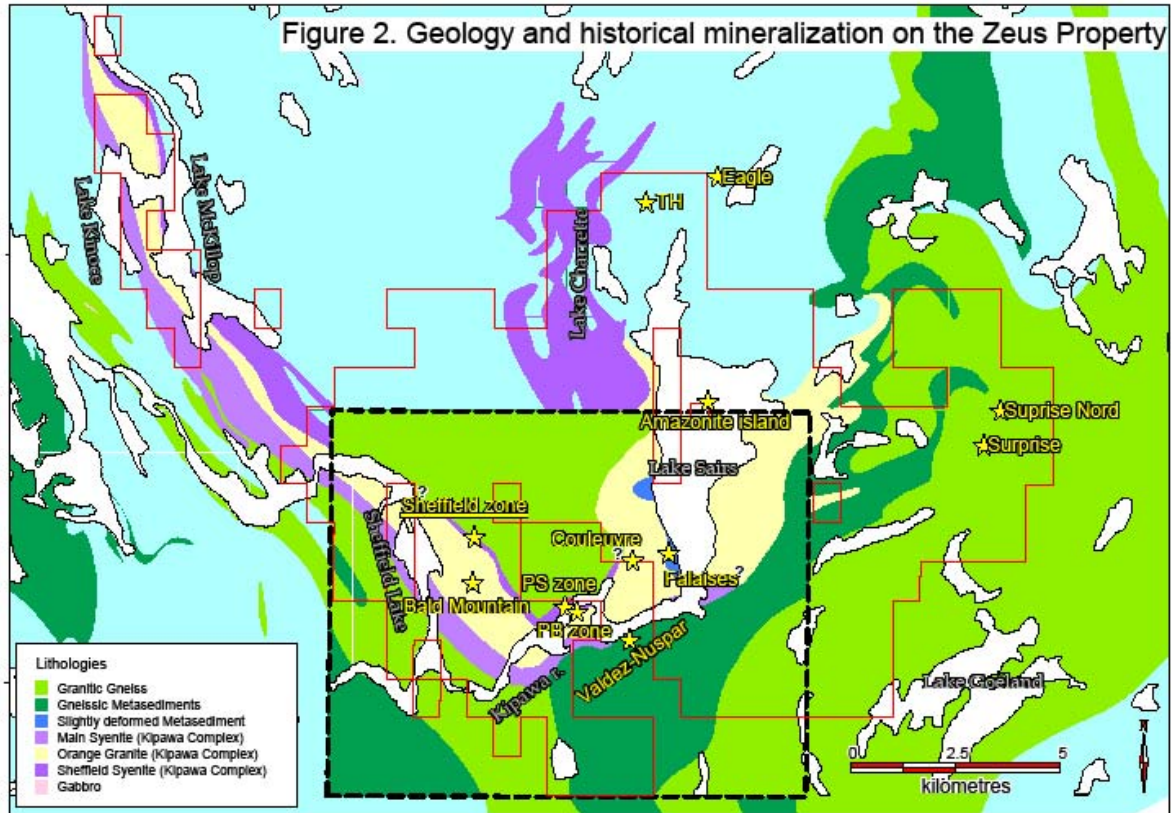 Figure 2. Geology and historical mineralization on the Zeus Property
Eagle
TH
Lake McKillop
Lake Kinoce
Lake Charrette
Amazonite island
Suprise Nord
Surprise
Lake Sairs
?
Sheffield zone
Sheffield Lake
Couleuvre
?
Falaises
?
PS zone
Bald Mountain
PB zone
Valdez-Nuspar
Kipawa r.
Lake Goéland
Lithologies
Granitic Gneiss
Gneissic Metasediments
Slightly deformed Metasediment
Main Syenite (Kipawa Complex)
Orange Granite (Kipawa Complex)
Sheffield Syenite (Kipawa Complex)
Gabbro
0 2.5 5
kilometres